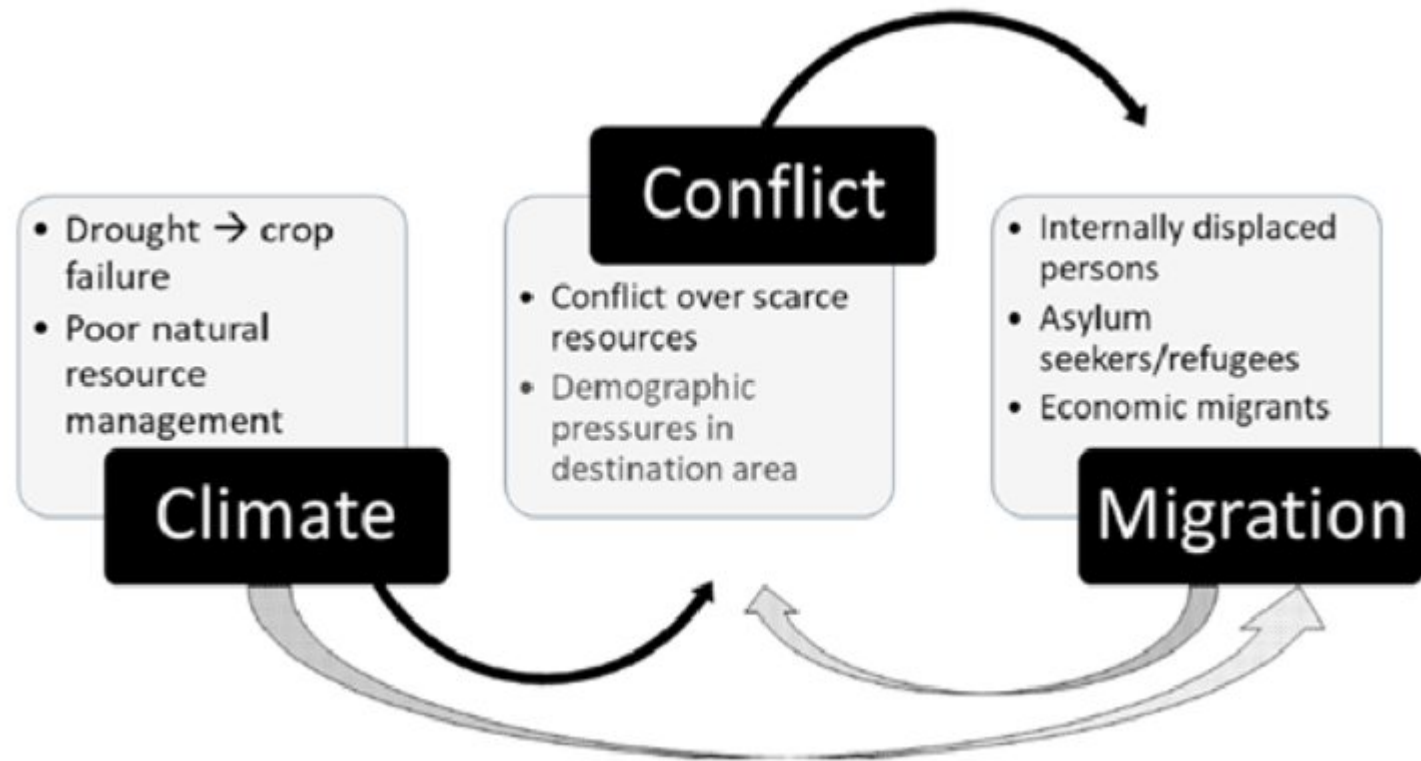 • Drought → crop
failure
• Poor natural
resource
management
Climate
Conflict
• Conflict over scarce
resources
• Demographic
pressures in
destination area
• Internally displaced
persons
• Asylum
seekers/refugees
• Economic migrants
Migration